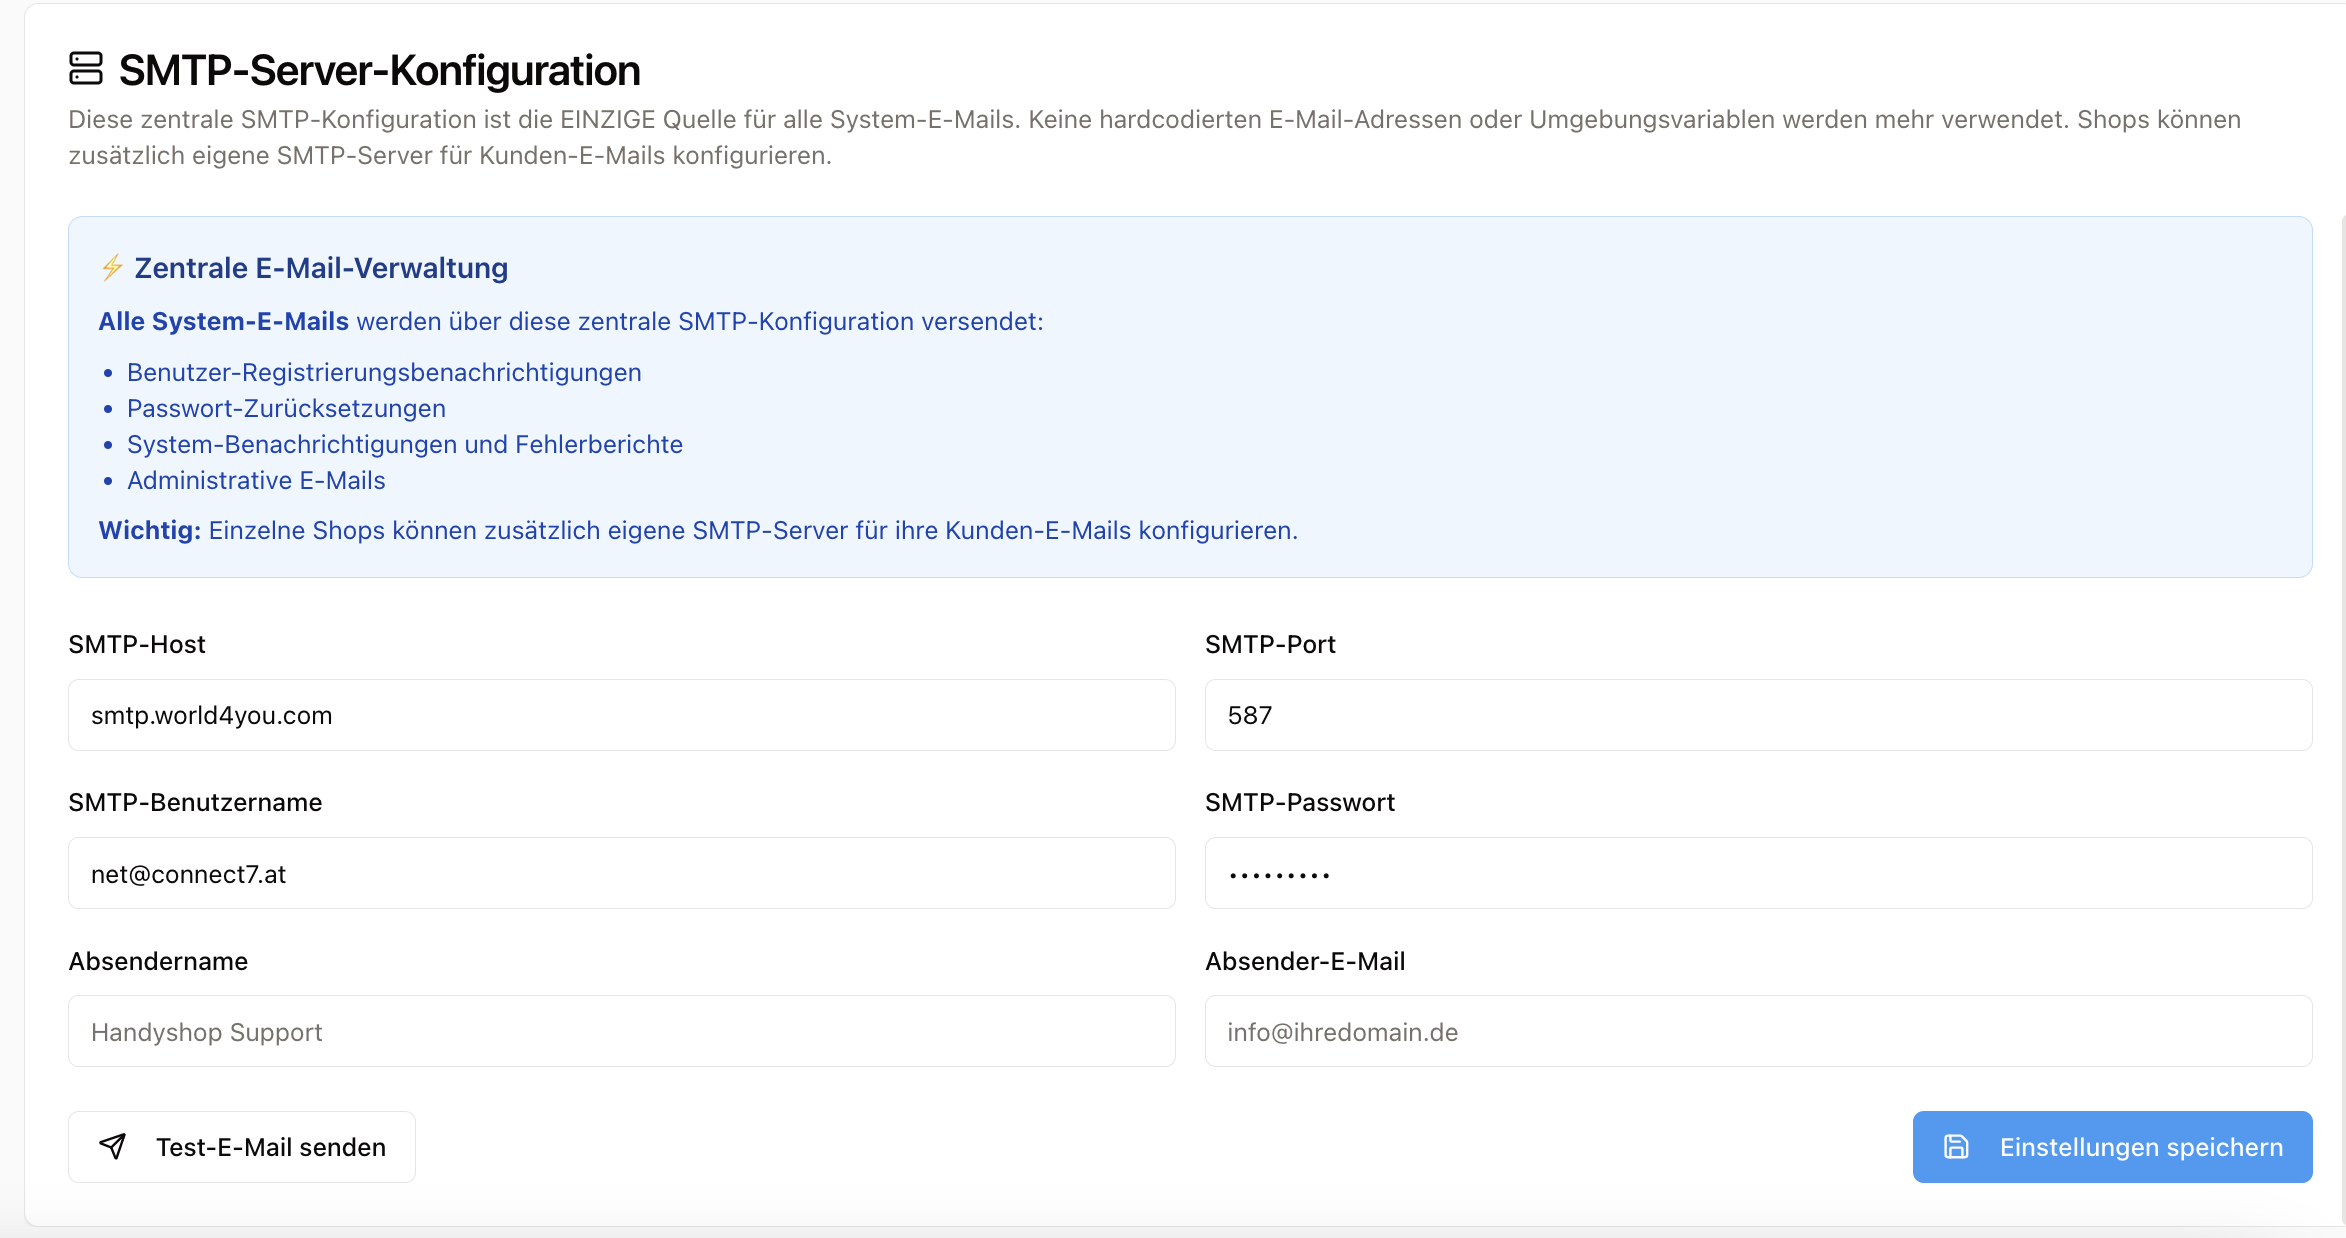 SMTP-Server-Konfiguration
Diese zentrale SMTP-Konfiguration ist die EINZIGE Quelle für alle System-E-Mails. Keine hardcodierten E-Mail-Adressen oder Umgebungsvariablen werden mehr verwendet. Shops können
zusätzlich eigene SMTP-Server für Kunden-E-Mails konfigurieren.
⚡ Zentrale E-Mail-Verwaltung
Alle System-E-Mails werden über diese zentrale SMTP-Konfiguration versendet:
• Benutzer-Registrierungsbenachrichtigungen
• Passwort-Zurücksetzungen
• System-Benachrichtigungen und Fehlerberichte
• Administrative E-Mails
Wichtig: Einzelne Shops können zusätzlich eigene SMTP-Server für ihre Kunden-E-Mails konfigurieren.
SMTP-Host
smtp.world4you.com
SMTP-Port
587
SMTP-Benutzername
net@connect7.at
SMTP-Passwort
•••••••••
Absendername
Handyshop Support
Absender-E-Mail
info@ihredomain.de
Test-E-Mail senden
Einstellungen speichern